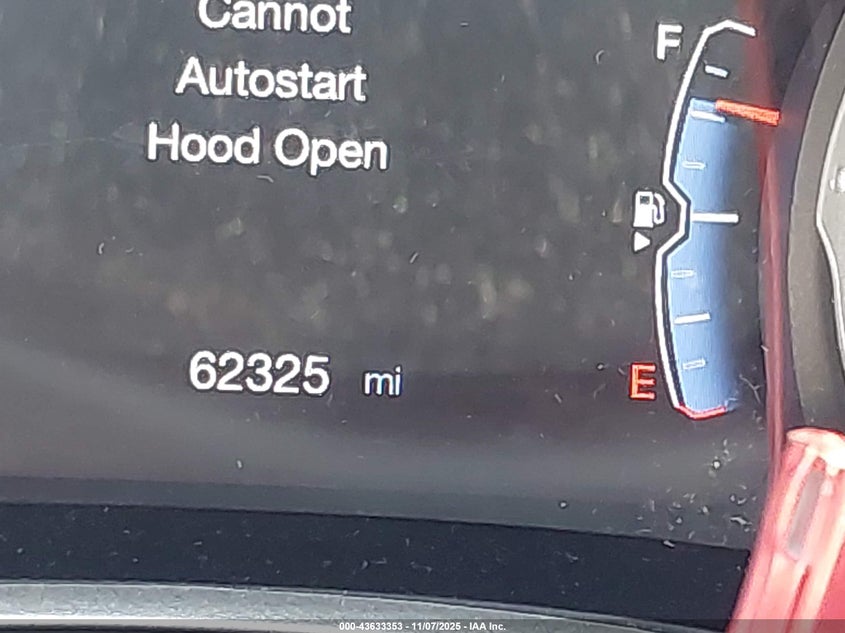 Cannot
Autostart
Hood Open
F
62325 mi
E
000-43633353 - 11/07/2025 - IAA Inc.